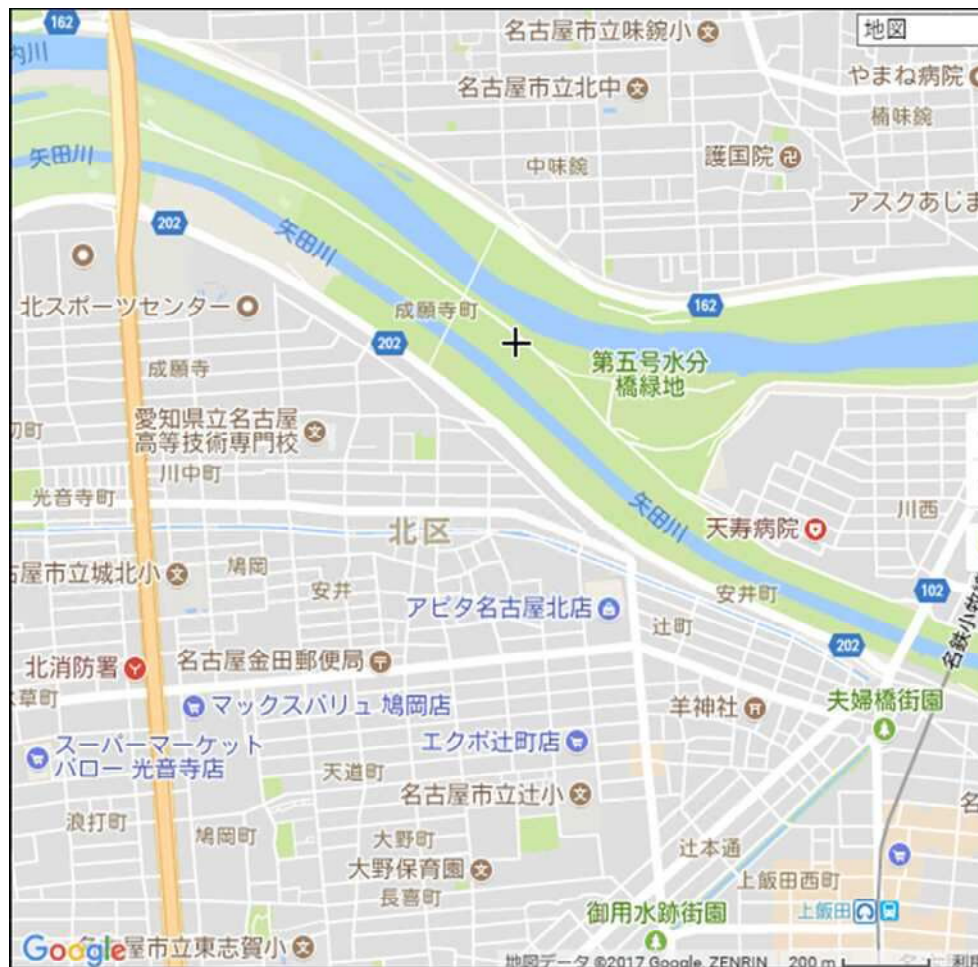 162
名古屋市立味鋺小
地図
内川
名古屋市立北中
やまね病院
楠味鋺
矢田川
中味鋺
護国院
アスクあじま
202
矢田川
北スポーツセンター
成願寺町
162
202
成願寺
第五号水分
橋緑地
愛知県立名古屋
高等技術専門校
切町
川中町
光音寺町
北区
矢田川
天寿病院
川西
古屋市立城北小
鳩岡
安井
アピタ名古屋北店
安井町
102
辻町
名鉄小牧線
北消防署
名古屋金田郵便局
202
草町
マックスバリュ 鳩岡店
羊神社
夫婦橋街園
スーパーマーケット
バロー 光音寺店
エクボ辻町店
天道町
名古屋市立辻小
名
浪打町
鳩岡町
大野町
辻本通
大野保育園
長喜町
上飯田西町
御用水跡街園
上飯田
Google
名古屋市立東志賀小
地図データ ©2017 Google, ZENRIN
200 m
利用